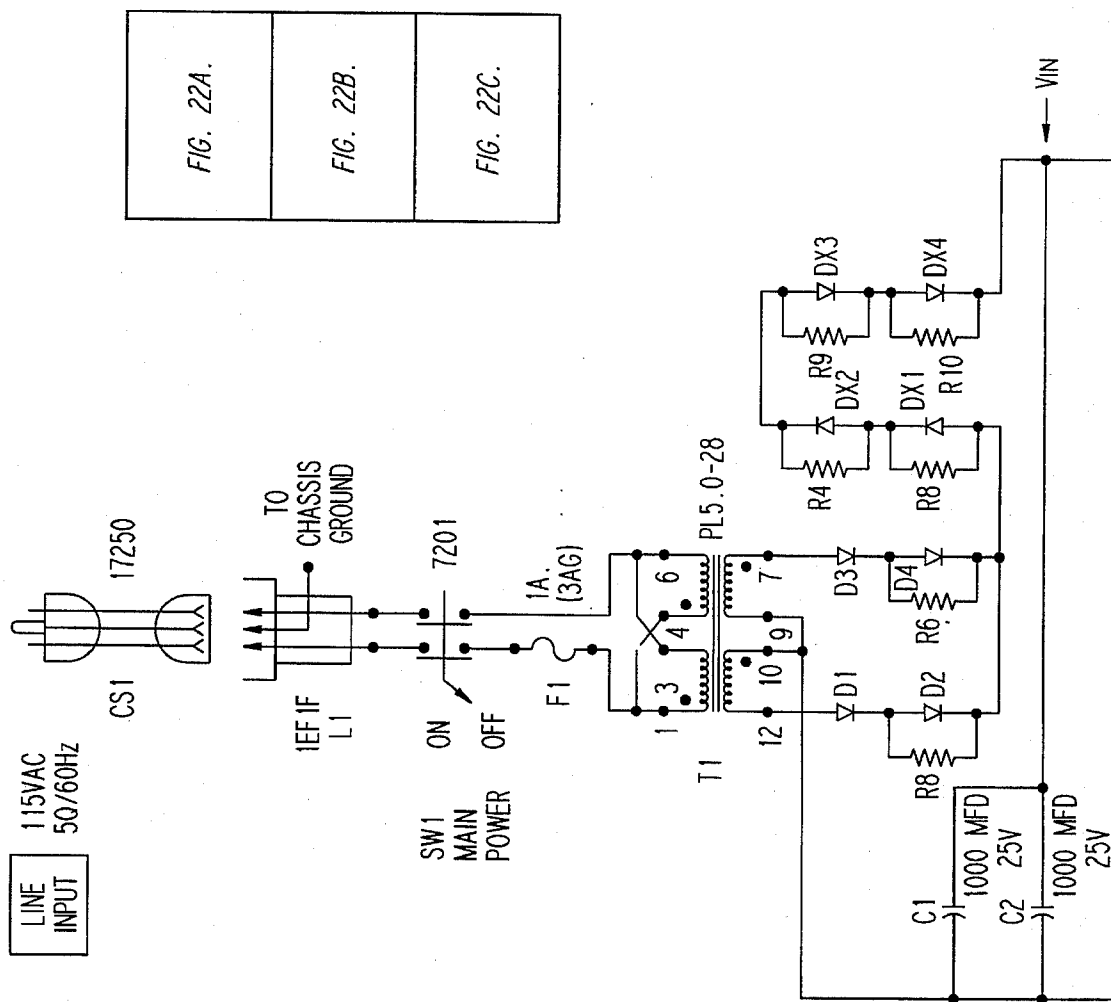 LINE
INPUT
115VAC
50/60Hz
CS1
17250
1EF1F
L1
TO
CHASSIS
GROUND
SW1
MAIN
POWER
ON
OFF
7201
F1
1A.
(3AG)
1
3
4
6
T1
PL5.0-28
12
10
9
7
D1
D2
R8
D3
D4
R6
R4
DX2
R8
DX1
R9
DX3
R10
DX4
C1
1000 MFD
25V
C2
1000 MFD
25V
VIN
FIG. 22A.
FIG. 22B.
FIG. 22C.